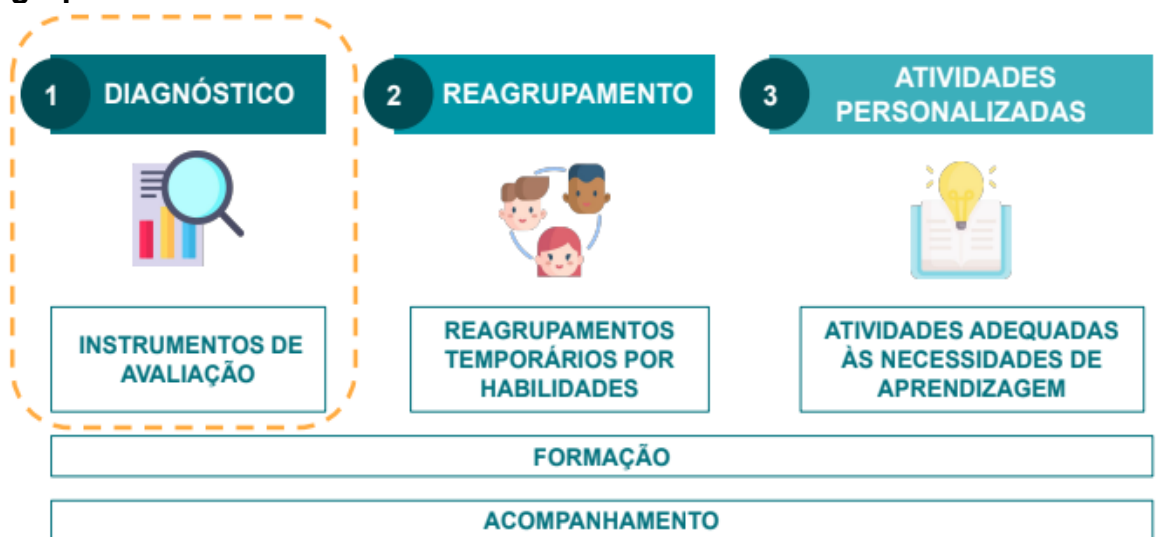 1 DIAGNÓSTICO
INSTRUMENTOS DE
AVALIAÇÃO
2 REAGRUPAMENTO
REAGRUPAMENTOS
TEMPORÁRIOS POR
HABILIDADES
3 ATIVIDADES
PERSONALIZADAS
ATIVIDADES ADEQUADAS
ÀS NECESSIDADES DE
APRENDIZAGEM
FORMAÇÃO
ACOMPANHAMENTO